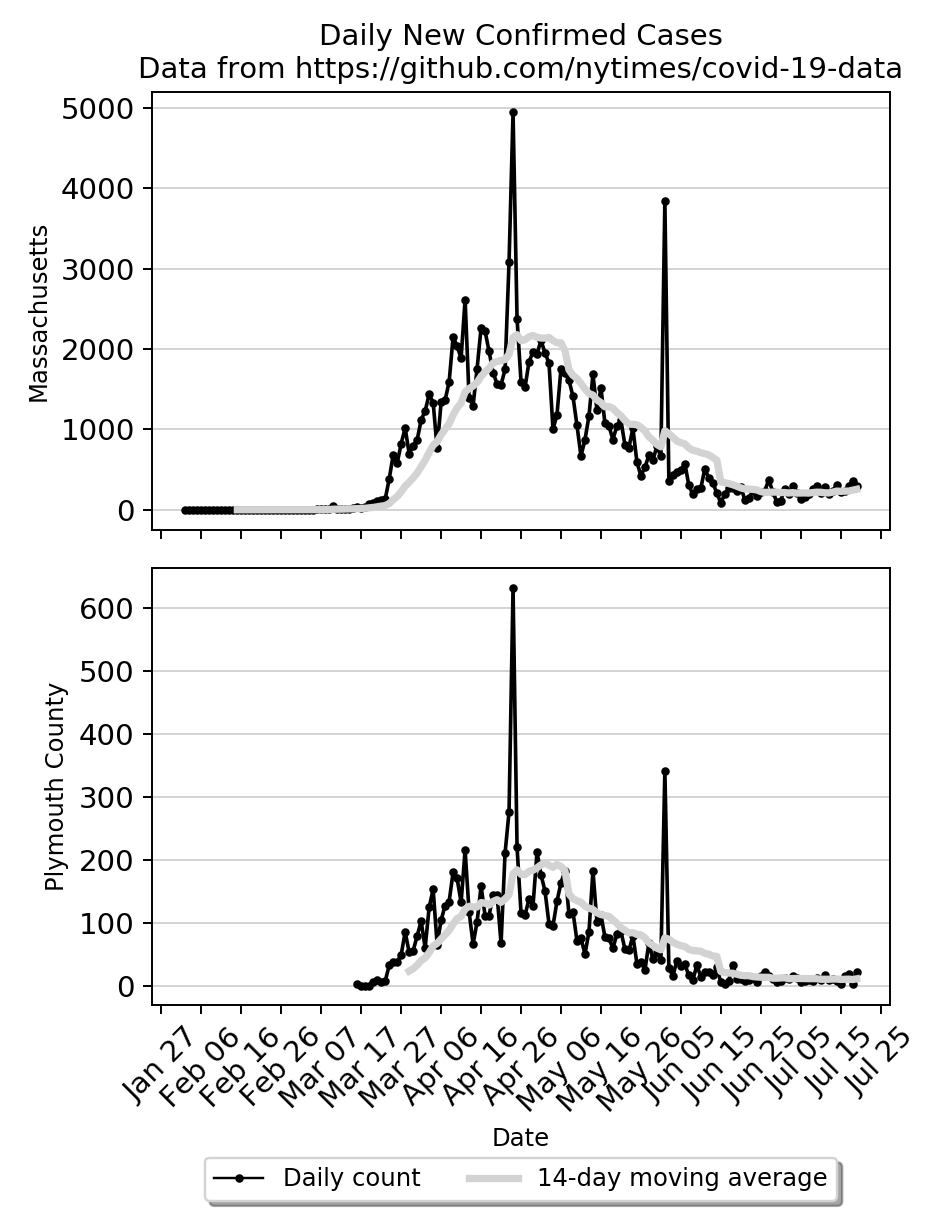 Daily New Confirmed Cases
Data from https://github.com/nytimes/covid-19-data
5000
4000
3000
2000
1000
0
Massachusetts
600
500
400
300
200
100
0
Plymouth County
Jan 27
Feb 06
Feb 16
Feb 26
Mar 07
Mar 17
Mar 27
Apr 06
Apr 16
Apr 26
May 06
May 16
May 26
Jun 05
Jun 15
Jun 25
Jul 05
Jul 15
Jul 25
Date
Daily count
14-day moving average